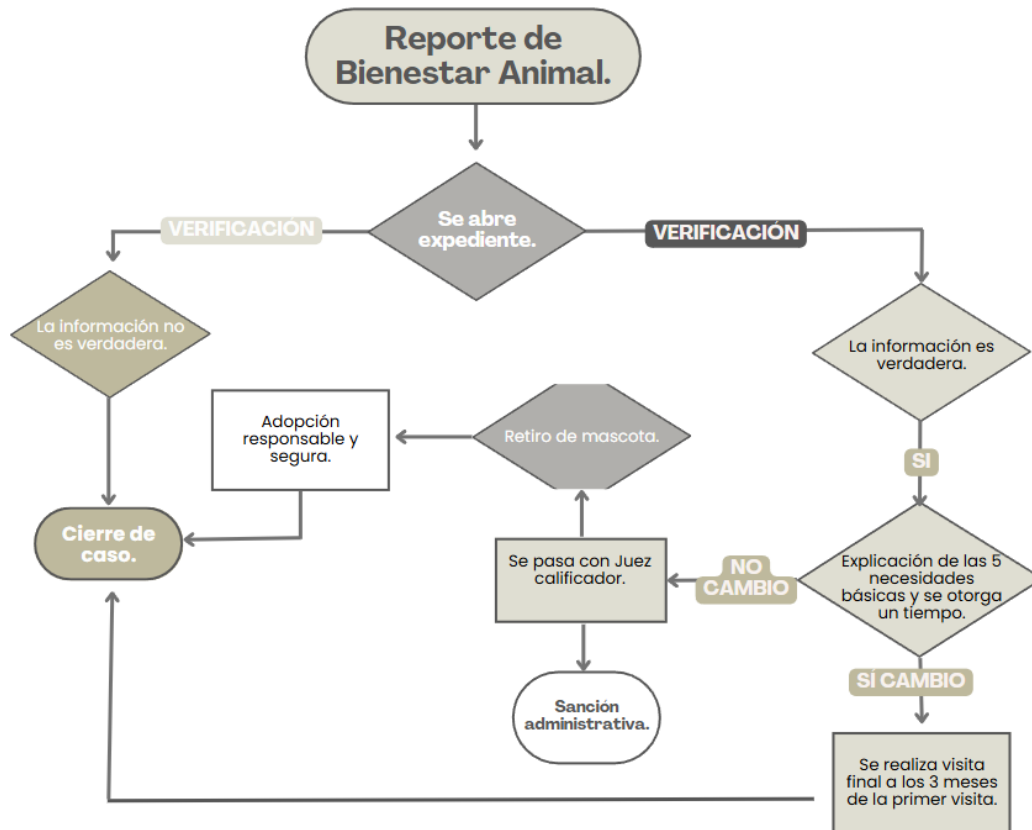 Reporte de
Bienestar Animal.
Se abre
expediente.
VERIFICACIÓN
VERIFICACIÓN
La información no
es verdadera.
La información es
verdadera.
Adopción
responsable y
segura.
Retiro de mascota.
SI
Cierre de
caso.
Se pasa con Juez
calificador.
NO
CAMBIO
Explicación de las 5
necesidades
básicas y se otorga
un tiempo.
SÍ CAMBIO
Sanción
administrativa.
Se realiza visita
final a los 3 meses
de la primer visita.